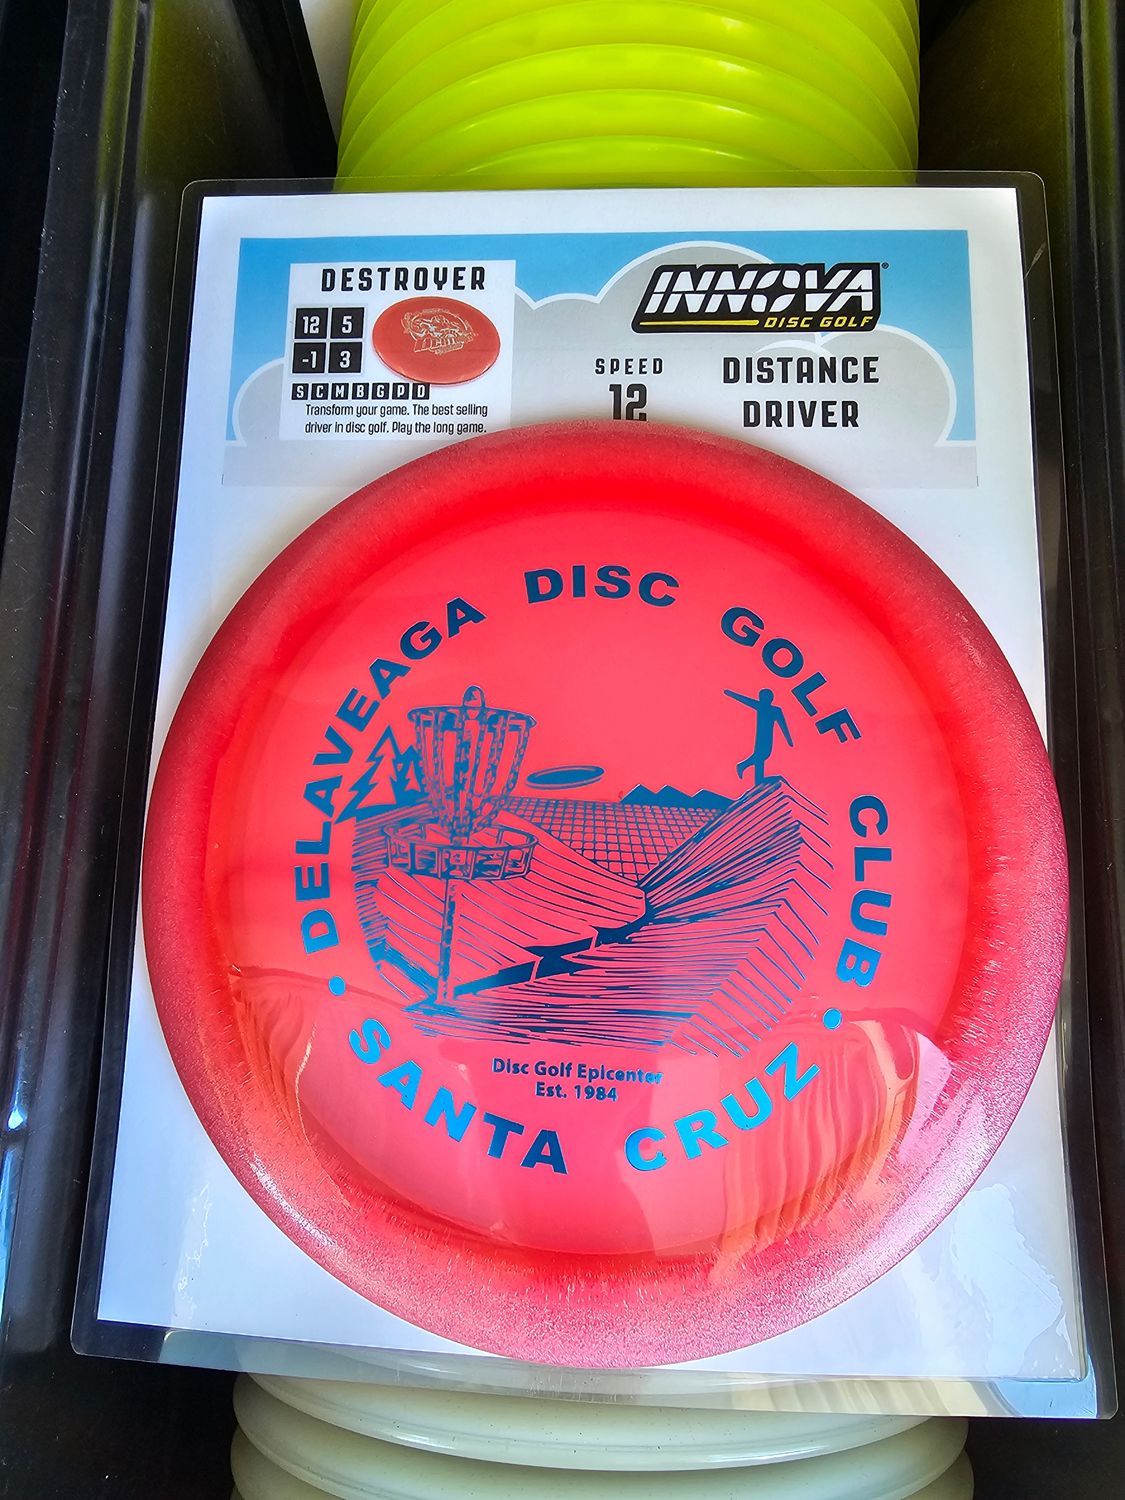 DESTROYER
12 5
-1 3
S C M B G P D
Transform your game. The best selling
driver in disc golf. Play the long game.
INNOVA®
DISC GOLF
SPEED
12
DISTANCE
DRIVER
• DELAVEAGA DISC GOLF CLUB •
SANTA CRUZ
Disc Golf Epicenter
Est. 1984